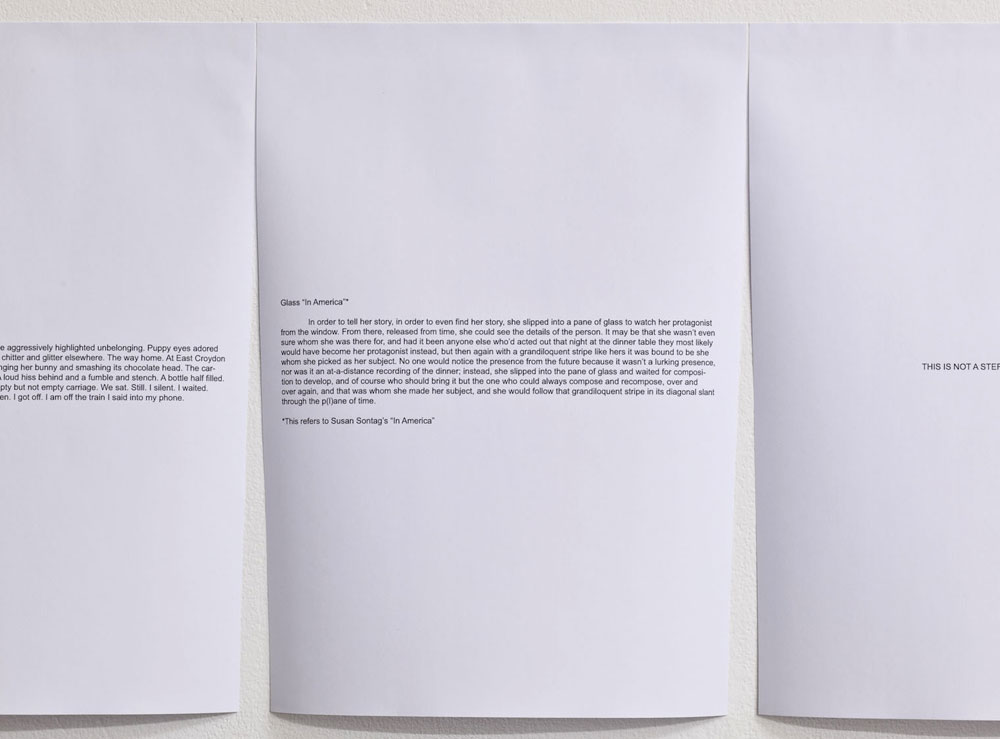 e aggressively highlighted unbelonging. Puppy eyes adored
chitter and glitter elsewhere. The way home. At East Croydon
nging her bunny and smashing its chocolate head. The car-
loud hiss behind and a fumble and stench. A bottle half filled.
pty but not empty carriage. We sat. Still. I silent. I waited.
en. I got off. I am off the train I said into my phone.
Glass “In America”*
In order to tell her story, in order to even find her story, she slipped into a pane of glass to watch her protagonist
from the window. From there, released from time, she could see the details of the person. It may be that she wasn’t even
sure whom she was there for, and had it been anyone else who’d acted out that night at the dinner table they most likely
would have become her protagonist instead, but then again with a grandiloquent stripe like hers it was bound to be she
whom she picked as her subject. No one would notice the presence from the future because it wasn’t a lurking presence,
nor was it an at-a-distance recording of the dinner; instead, she slipped into the pane of glass and waited for composi-
tion to develop, and of course who should bring it but the one who could always compose and recompose, over and
over again, and that was whom she made her subject, and she would follow that grandiloquent stripe in its diagonal slant
through the p(l)ane of time.
*This refers to Susan Sontag’s “In America”
THIS IS NOT A STEP